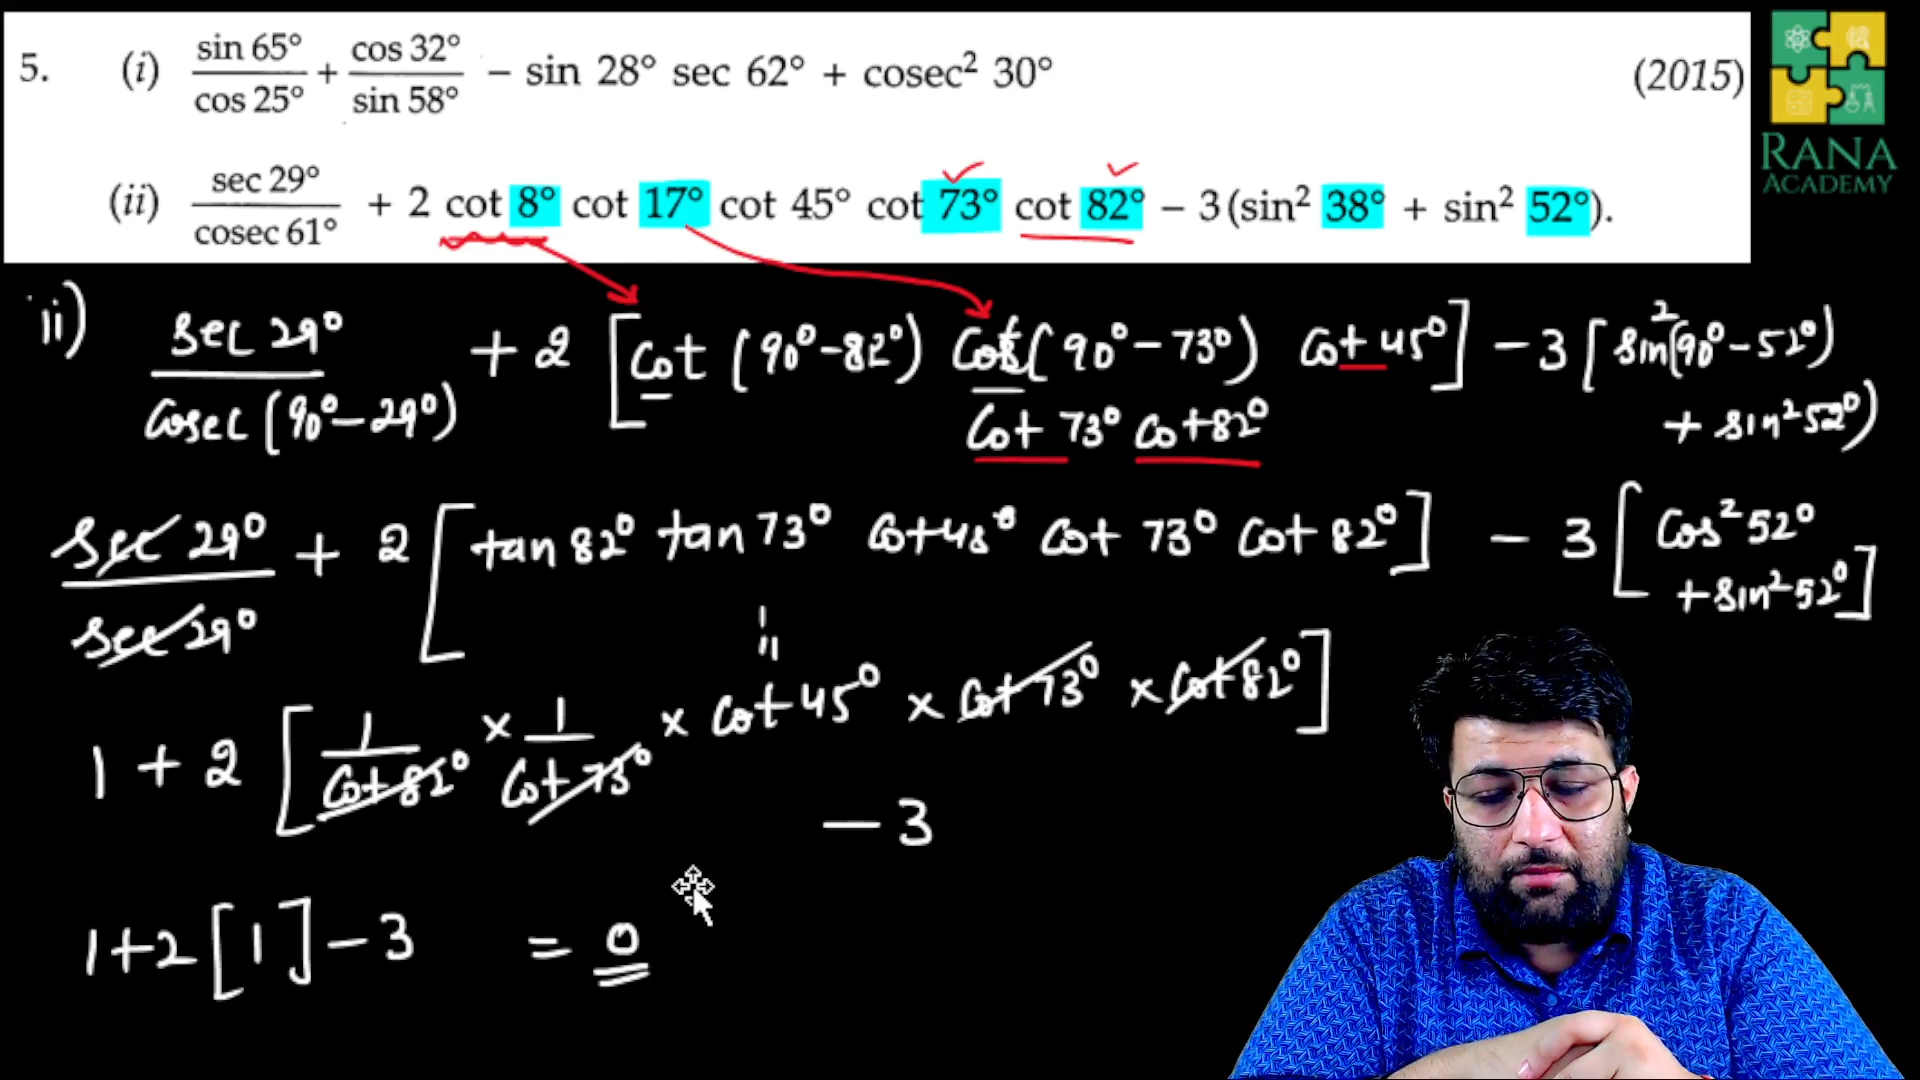 5. (i) sin 65° / cos 25° + cos 32° / sin 58° − sin 28° sec 62° + cosec² 30° (2015)
RANA
ACADEMY
(ii) sec 29° / cosec 61° + 2 cot 8° cot 17° cot 45° cot 73° cot 82° − 3(sin² 38° + sin² 52°).
ii) sec 29° / cosec (90° − 29°) + 2 [cot (90° − 82°) cot (90° − 73°) cot 45°] − 3 [sin² (90° − 52°)
cot 73° cot 82° + sin² 52°)
sec 29° / sec 29° + 2 [tan 82° tan 73° cot 45° cot 73° cot 82°] − 3 [cos² 52°
+ sin² 52°]
1 + 2 [1 / cot 82° × 1 / cot 73° × cot 45° × cot 73° × cot 82°]
− 3
1 + 2 [1] − 3 = 0